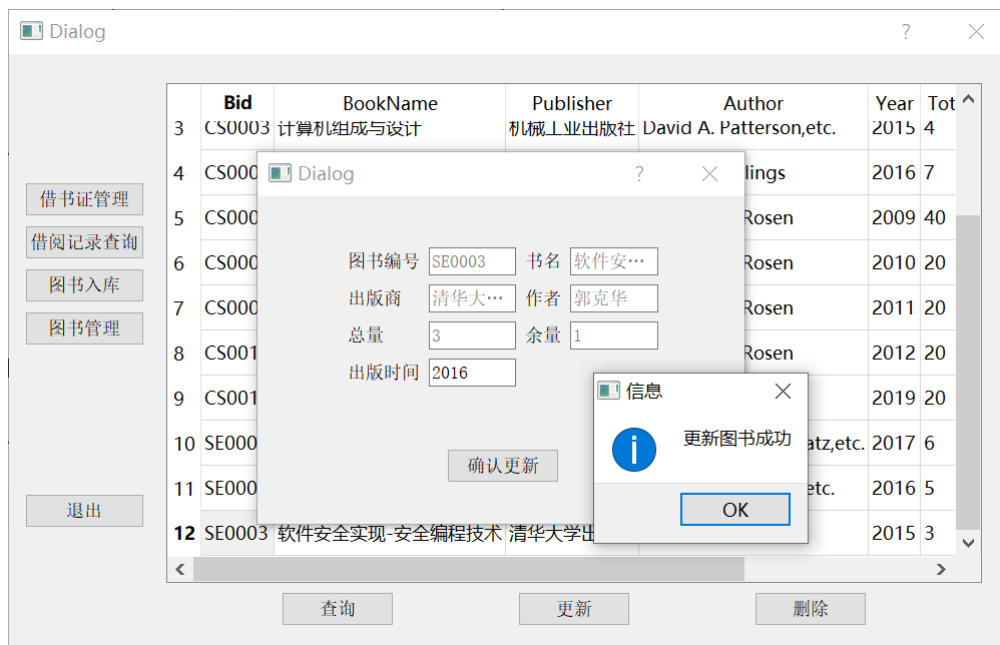 Dialog
Bid BookName Publisher Author Year Tot
3 CS0003 计算机组成与设计 机械工业出版社 David A. Patterson,etc. 2015 4
4 CS000 lings 2016 7
5 CS000 Rosen 2009 40
6 CS000 Rosen 2010 20
7 CS000 Rosen 2011 20
8 CS001 Rosen 2012 20
9 CS001 2019 20
10 SE000 atz,etc. 2017 6
11 SE000 etc. 2016 5
12 SE0003 软件安全实现-安全编程技术 清华大学出 2015 3
借书证管理
借阅记录查询
图书入库
图书管理
退出
查询 更新 删除
Dialog
图书编号 SE0003 书名 软件安…
出版商 清华大… 作者 郭克华
总量 3 余量 1
出版时间 2016
确认更新
信息
更新图书成功
OK